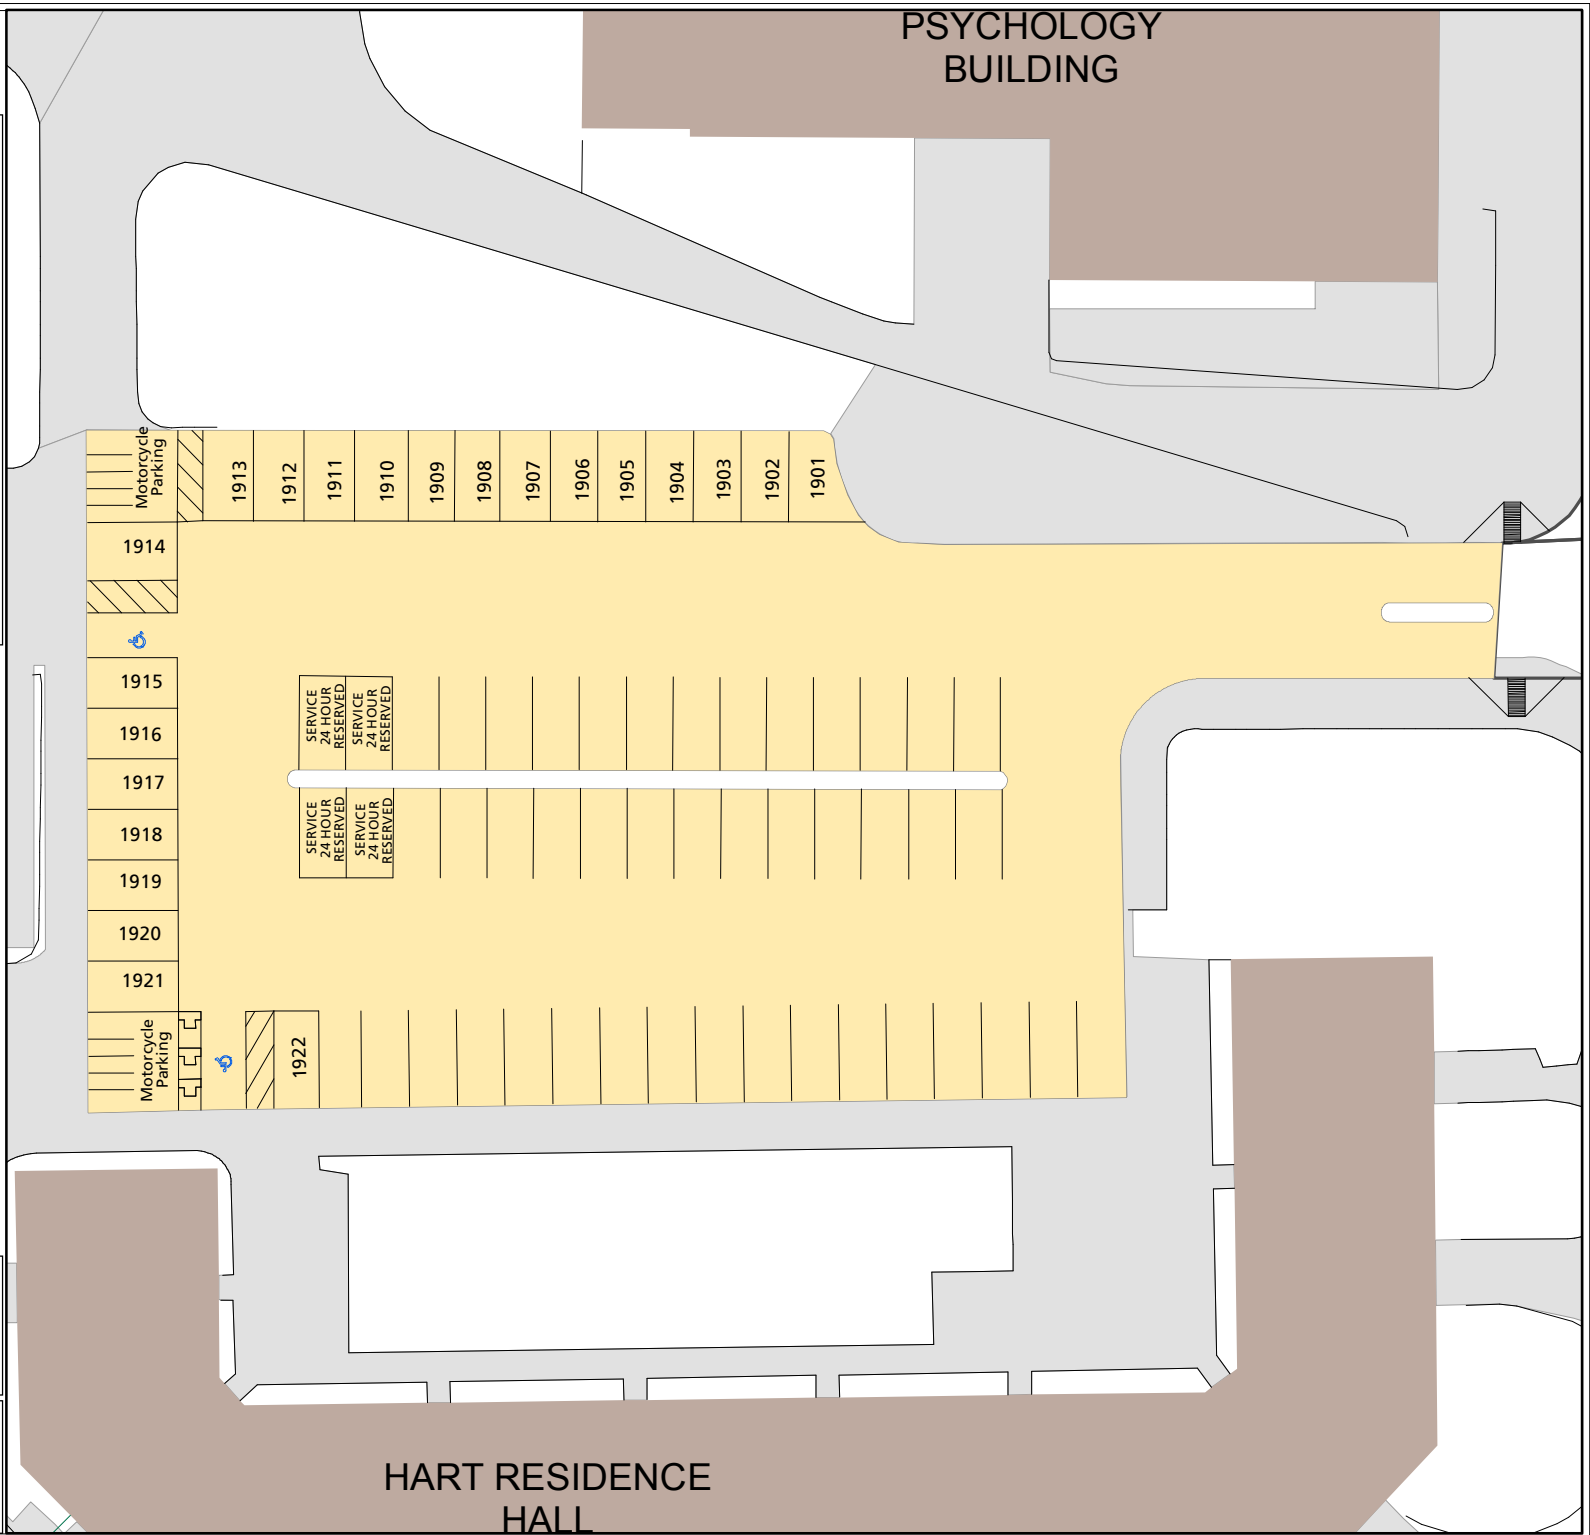 PSYCHOLOGY
BUILDING
Motorcycle
Parking
1913
1912
1911
1910
1909
1908
1907
1906
1905
1904
1903
1902
1901
1914
1915
1916
1917
1918
1919
1920
1921
SERVICE
24 HOUR
RESERVED
SERVICE
24 HOUR
RESERVED
SERVICE
24 HOUR
RESERVED
SERVICE
24 HOUR
RESERVED
Motorcycle
Parking
1922
HART RESIDENCE
HALL